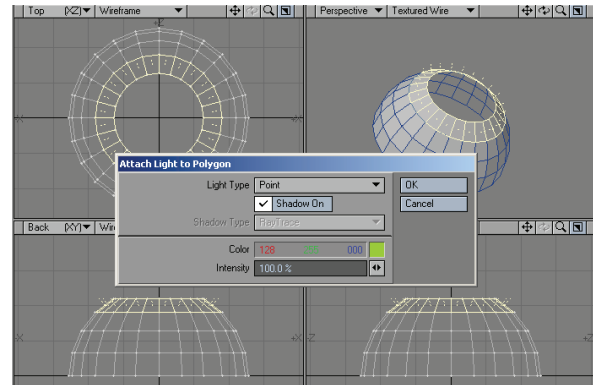 Top (XZ) Wireframe
Perspective Textured Wire
+Z
-X
+X
Attach Light to Polygon
Light Type Point
OK
Shadow On
Cancel
Shadow Type RayTrace
Back (XY) Wir
Color 128 000
Intensity 100.0 %
-X
+X -Z
+Z